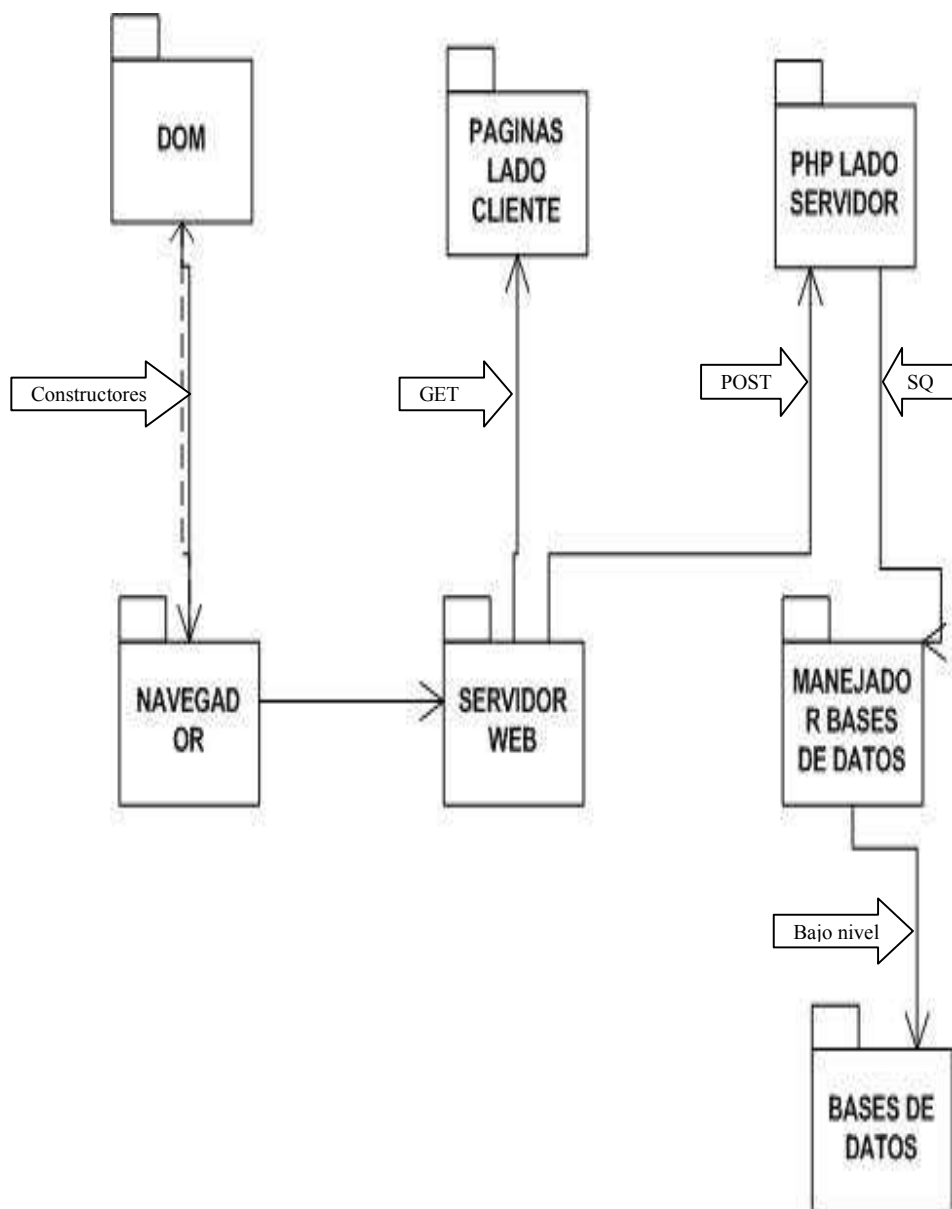 DOM
PAGINAS
LADO
CLIENTE
PHP LADO
SERVIDOR
Constructores
GET
POST
SQ
NAVEGAD
OR
SERVIDOR
WEB
MANEJADO
R BASES
DE DATOS
Bajo nivel
BASES DE
DATOS